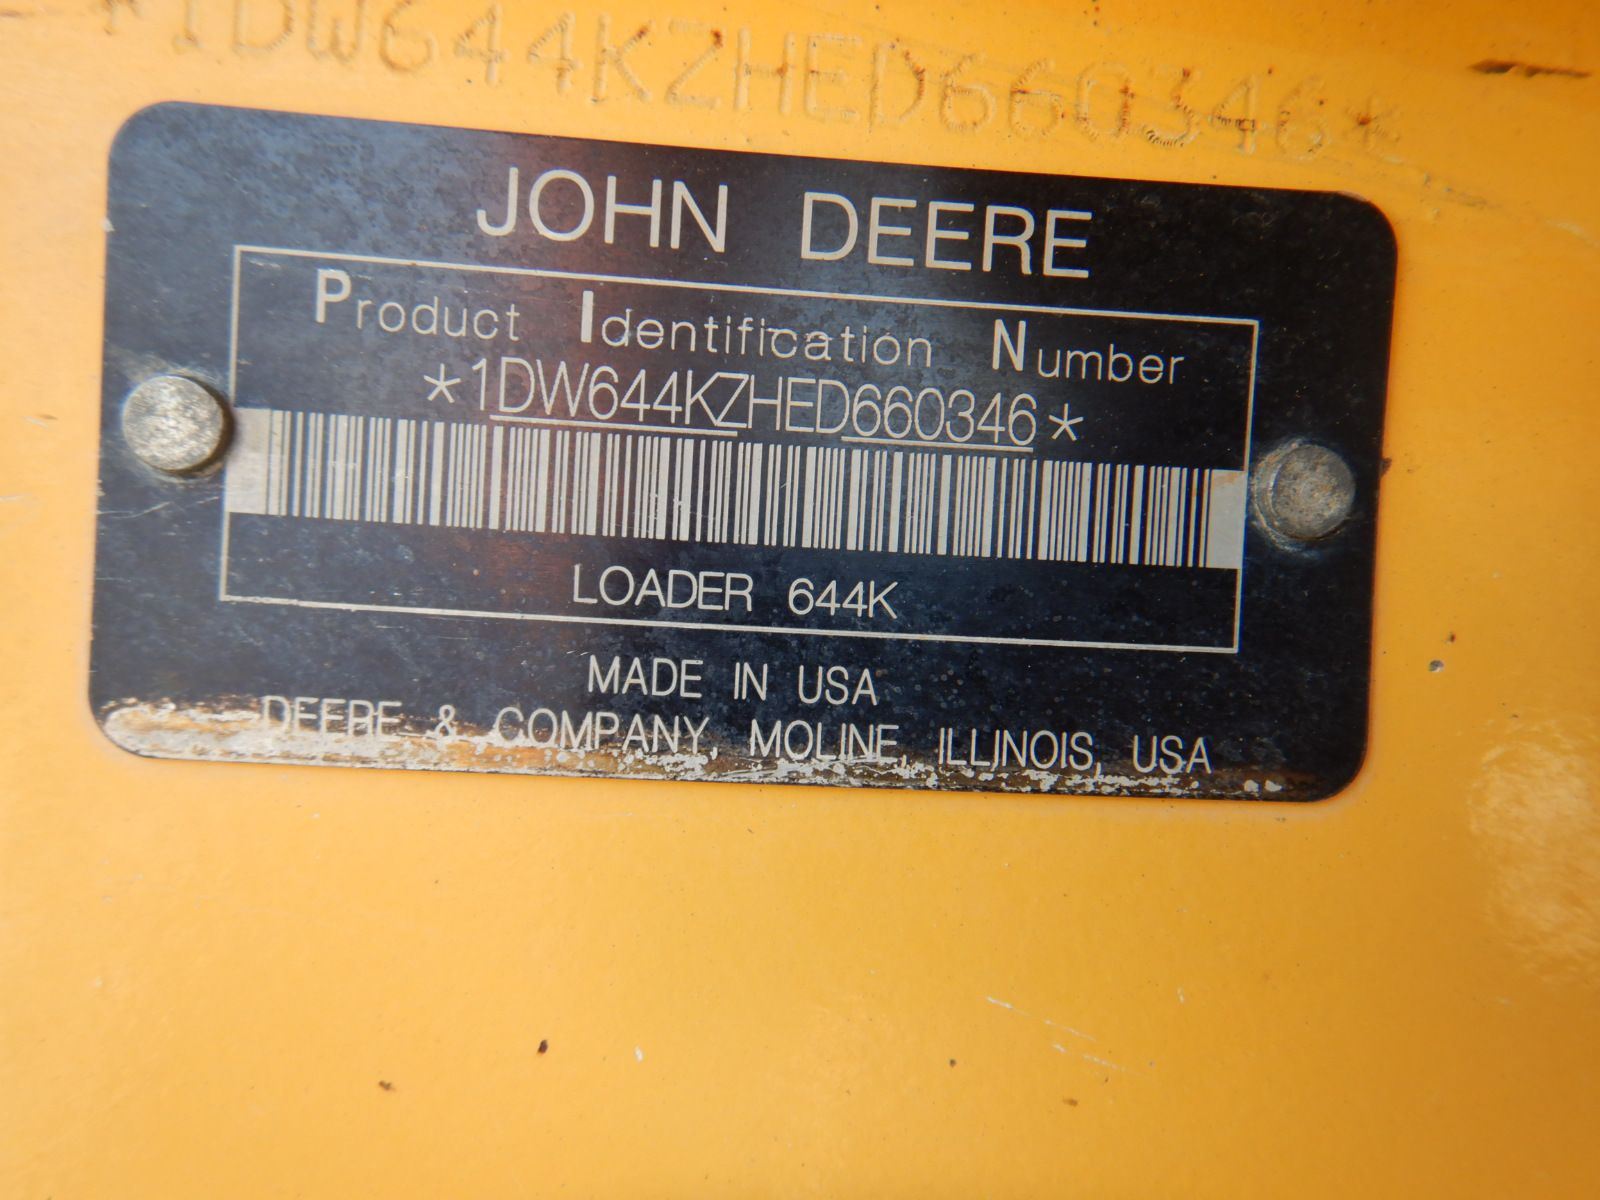 *1DW644KZHED660346*
JOHN DEERE
Product Identification Number
*1DW644KZHED660346*
LOADER 644K
MADE IN USA
DEERE & COMPANY, MOLINE, ILLINOIS, USA